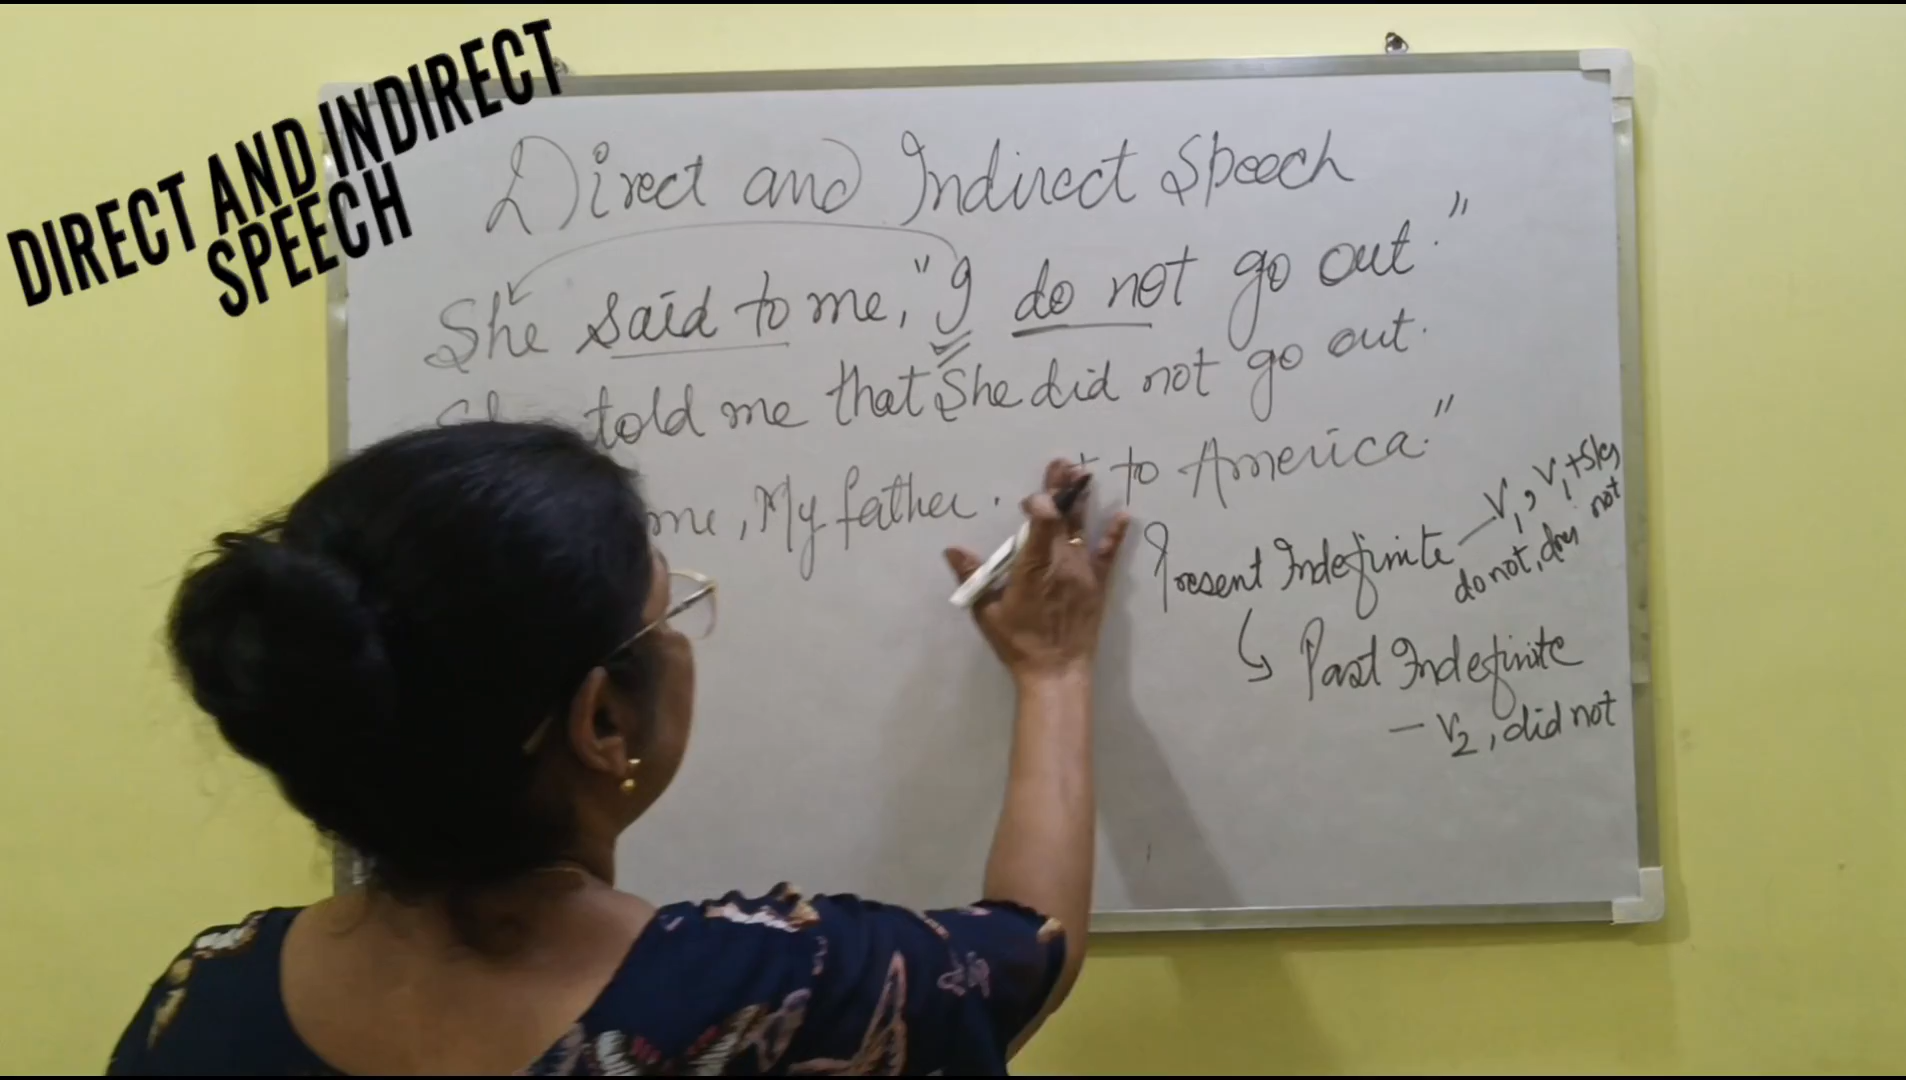 DIRECT AND INDIRECT
SPEECH
Direct and Indirect Speech
She said to me, "I do not go out."
told me that She did not go out.
me, My father to America."
Present Indefinite — V1, V1+s/es
do not, does not
Past Indefinite
— V2, did not